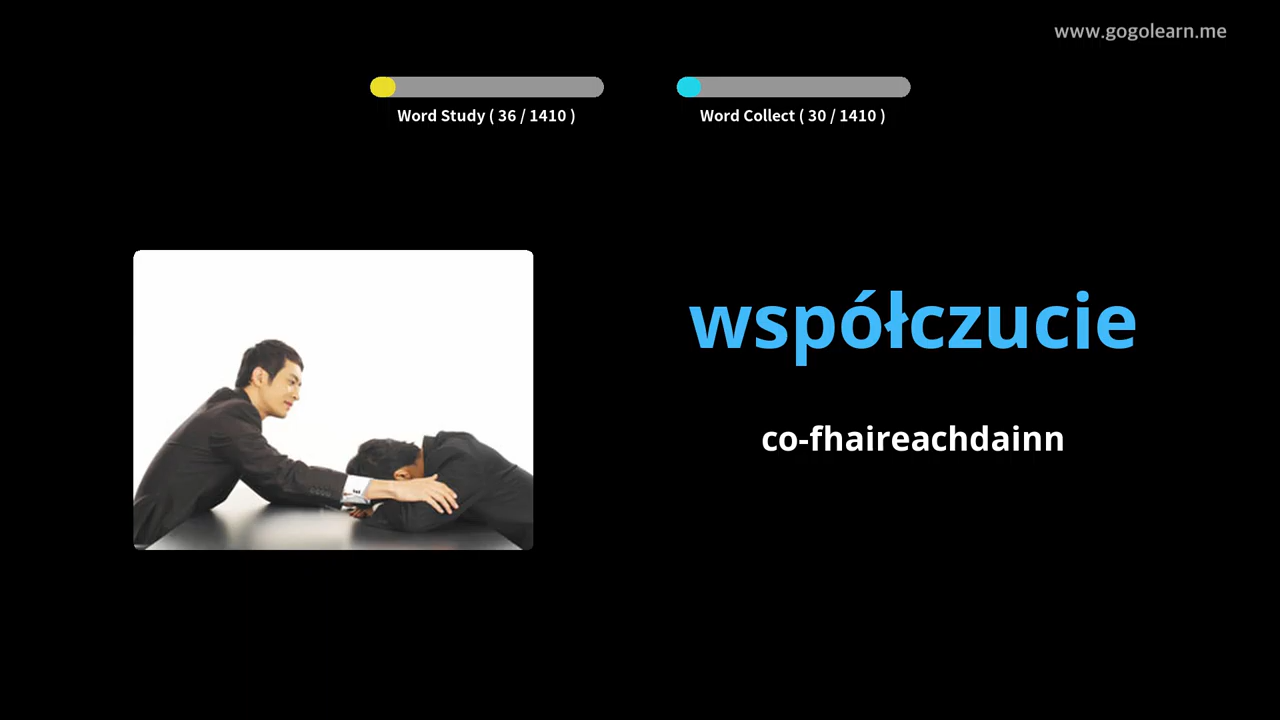 www.gogolearn.me
Word Study ( 36 / 1410 )
Word Collect ( 30 / 1410 )
współczucie
co-fhaireachdainn